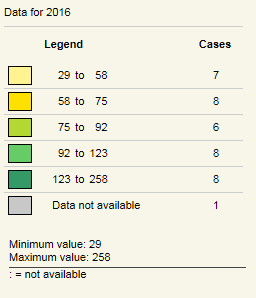 Data for 2016
Legend Cases
29 to 58 7
58 to 75 8
75 to 92 6
92 to 123 8
123 to 258 8
Data not available 1
Minimum value: 29
Maximum value: 258
: = not available